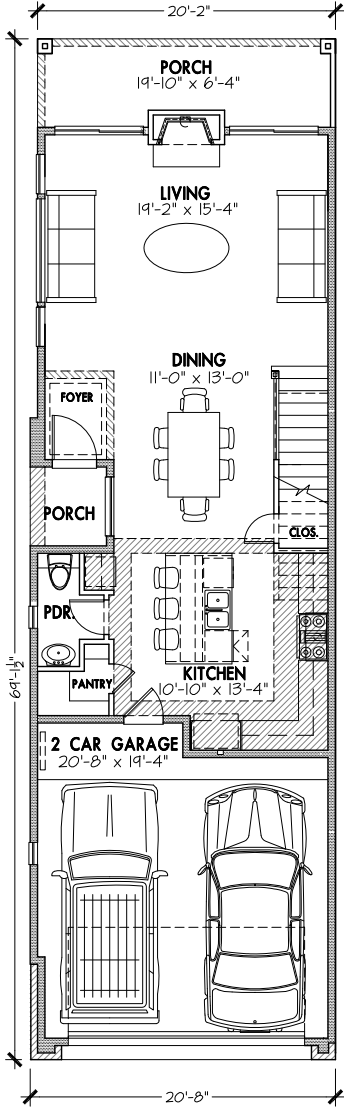 20'-2"
PORCH
19'-10" x 6'-4"
LIVING
19'-2" x 15'-4"
DINING
11'-0" x 13'-0"
FOYER
PORCH
CLOS.
PDR.
KITCHEN
10'-10" x 13'-4"
PANTRY
69'-1½"
2 CAR GARAGE
20'-8" x 19'-4"
20'-8"